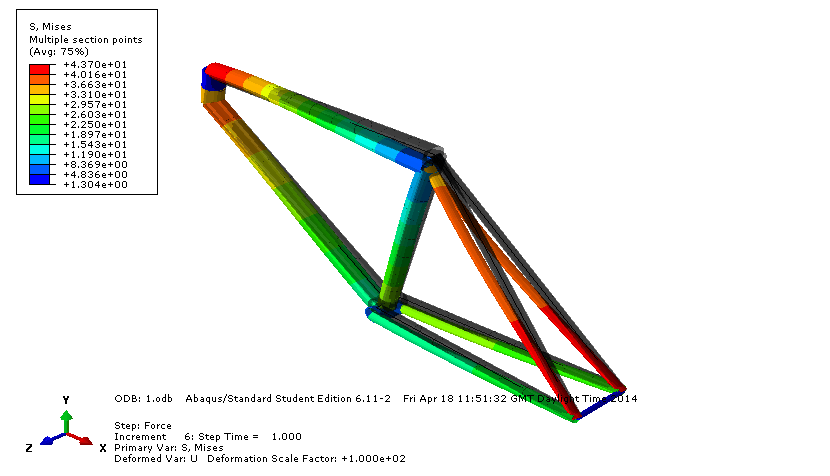 S, Mises
Multiple section points
(Avg: 75%)
+4.370e+01
+4.016e+01
+3.663e+01
+3.310e+01
+2.957e+01
+2.603e+01
+2.250e+01
+1.897e+01
+1.543e+01
+1.190e+01
+8.369e+00
+4.836e+00
+1.304e+00
ODB: 1.odb Abaqus/Standard Student Edition 6.11-2 Fri Apr 18 11:51:32 GMT Daylight Time 2014
Y
Z X
Step: Force
Increment 6: Step Time = 1.000
Primary Var: S, Mises
Deformed Var: U Deformation Scale Factor: +1.000e+02